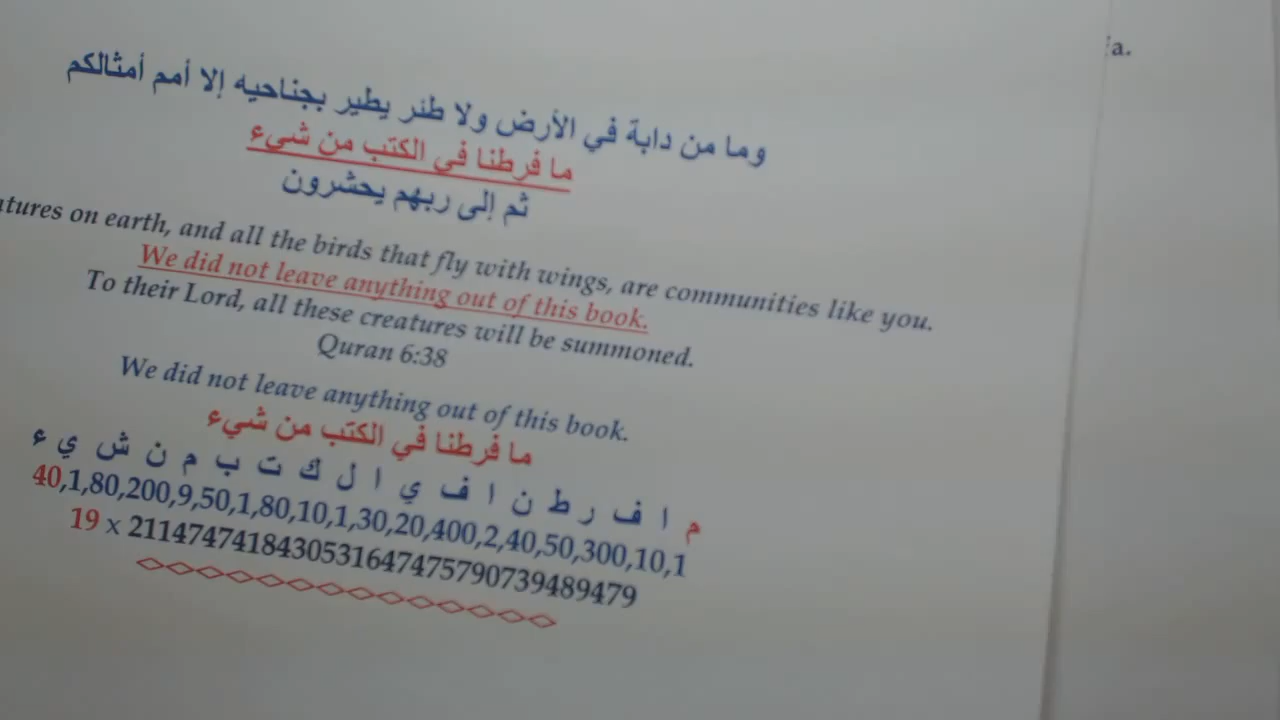 وما من دابة في الأرض ولا طئر يطير بجناحيه إلا أمم أمثالكم
ما فرطنا في الكتب من شيء
ثم إلى ربهم يحشرون
on earth, and all the birds that fly with wings, are communities like you.
We did not leave anything out of this book.
To their Lord, all these creatures will be summoned.
Quran 6:38
We did not leave anything out of this book.
ما فرطنا في الكتب من شيء
م ا ف ر ط ن ا ف ي ا ل ك ت ب م ن ش ي ء
40,1,80,200,9,50,1,80,10,1,30,20,400,2,40,50,300,10,1
19 x 21147474184305316474757907394​89479
a.